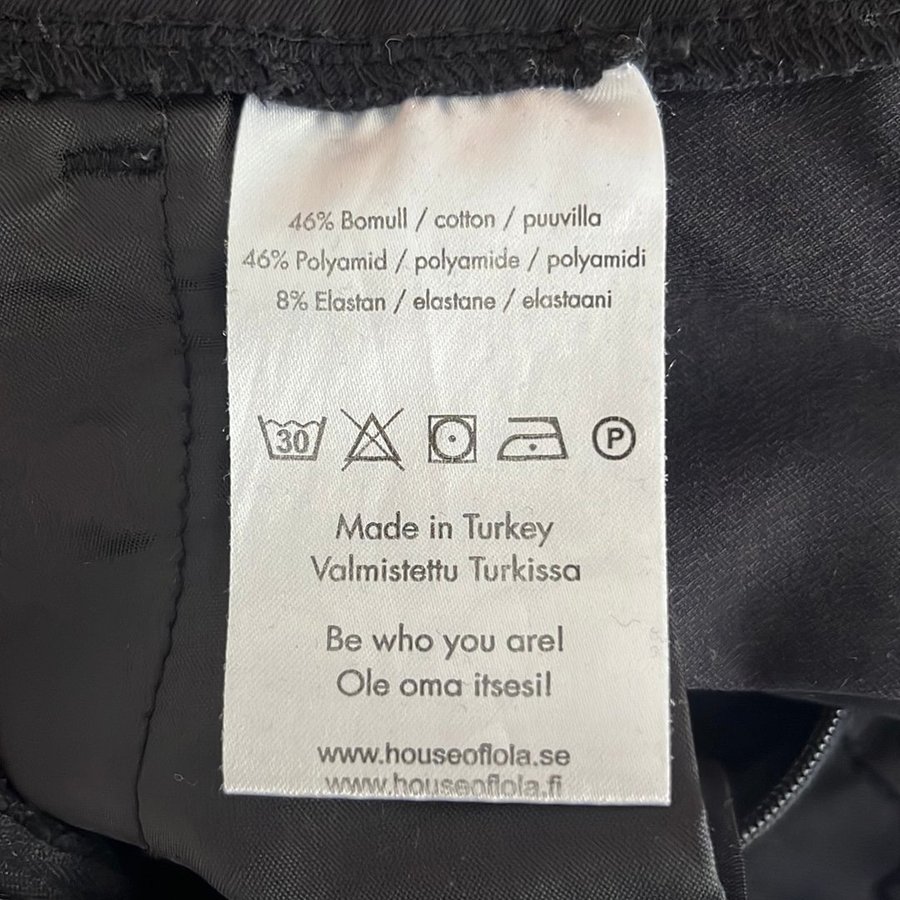 46% Bomull / cotton / puuvilla
46% Polyamid / polyamide / polyamidi
8% Elastan / elastane / elastaani
30 P
Made in Turkey
Valmistettu Turkissa
Be who you are!
Ole oma itsesi!
www.houseoflola.se
www.houseoflola.fi